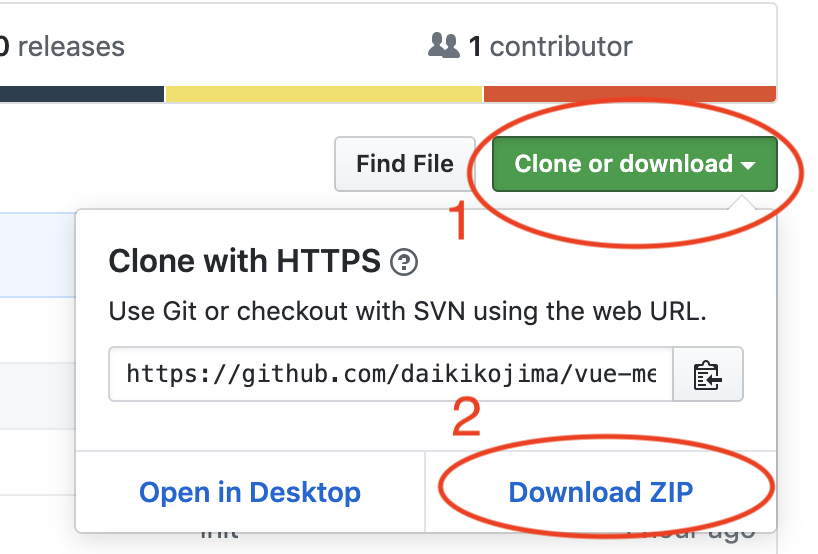 0 releases
1 contributor
Find File
Clone or download
1
Clone with HTTPS ?
Use Git or checkout with SVN using the web URL.
https://github.com/daikikojima/vue-me
2
Open in Desktop
Download ZIP
init
hour ago